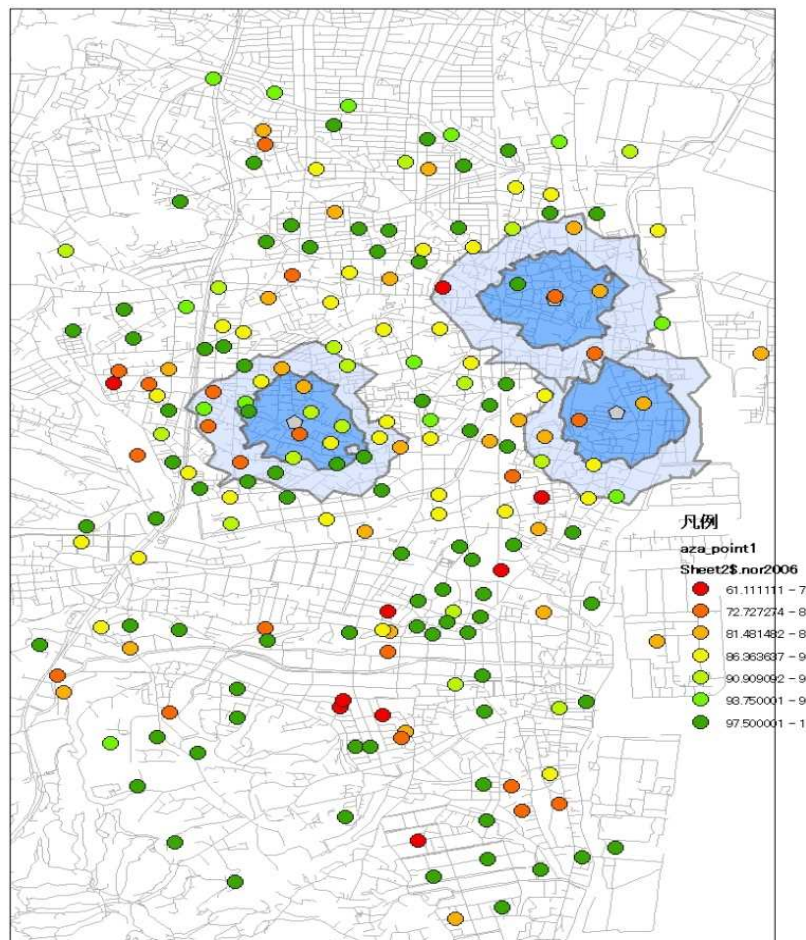 凡例
aza_point1
Sheet2$.nor2006
61.111111 - 7
72.727274 - 8
81.481482 - 8
86.363637 - 9
90.909092 - 9
93.750001 - 9
97.500001 - 1